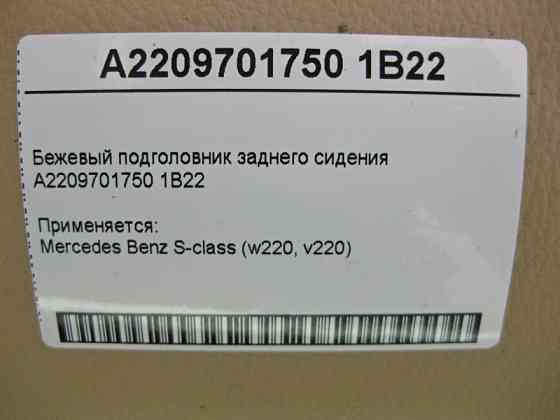 A2209701750 1B22
Бежевый подголовник заднего сидения
A2209701750 1B22
Применяется:
Mercedes Benz S-class (w220, v220)